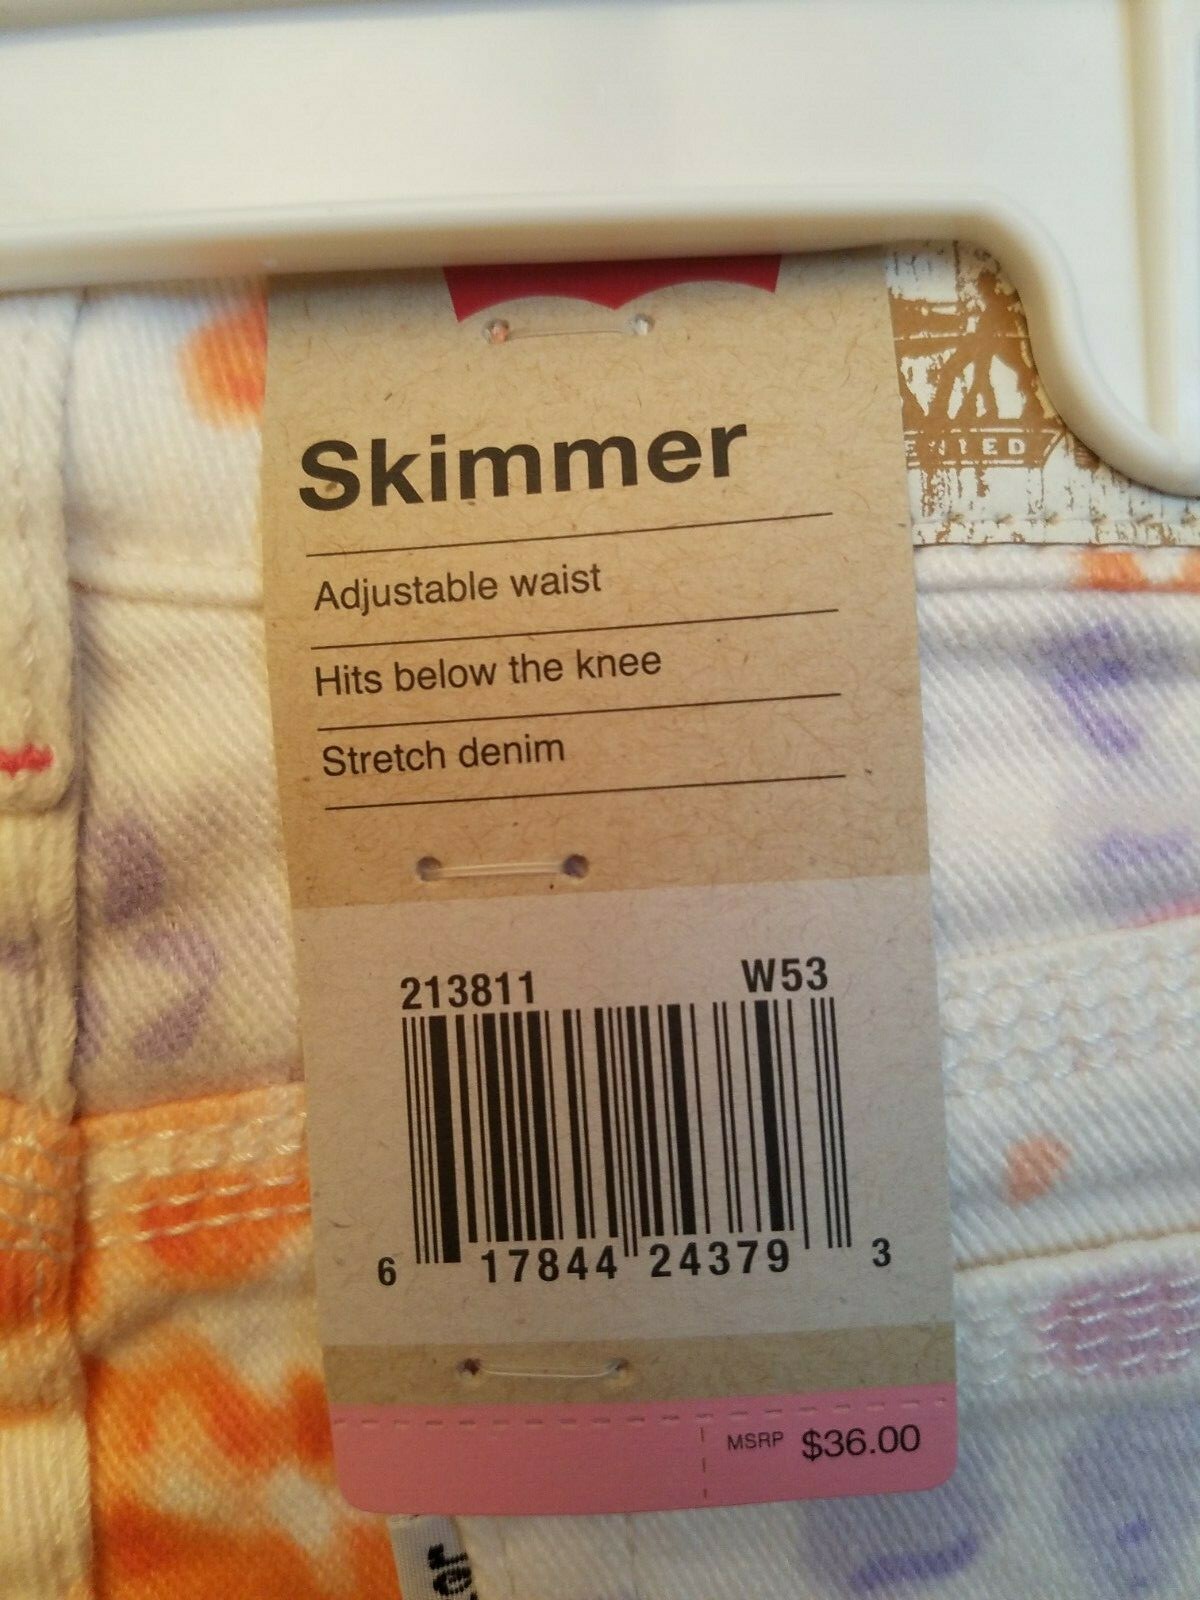 Skimmer
Adjustable waist
Hits below the knee
Stretch denim
213811 W53
6 17844 24379 3
MSRP $36.00